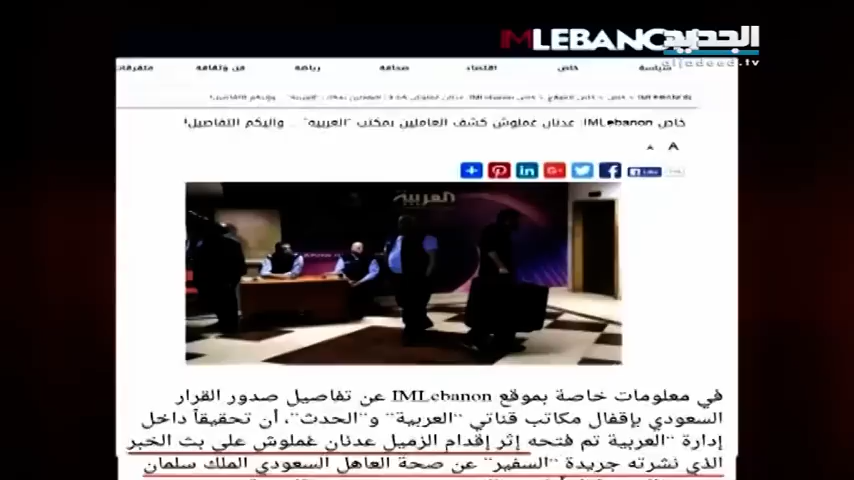 IMLEBANON الجديد
aljadeed.tv
سياسة خاص اقتصاد صحافة رياضة فن وثقافة متفرقات
خاص IMLebanon: عدنان غملوش كشف العاملين بمكتب "العربية" ... واليكم التفاصيل!
A A
Like
العربية
في معلومات خاصة بموقع IMLebanon عن تفاصيل صدور القرار
السعودي بإقفال مكاتب قناتي "العربية" و"الحدث"، أن تحقيقاً داخل
إدارة "العربية تم فتحه إثر إقدام الزميل عدنان غملوش على بث الخبر
الذي نشرته جريدة "السفير" عن صحة العاهل السعودي الملك سلمان